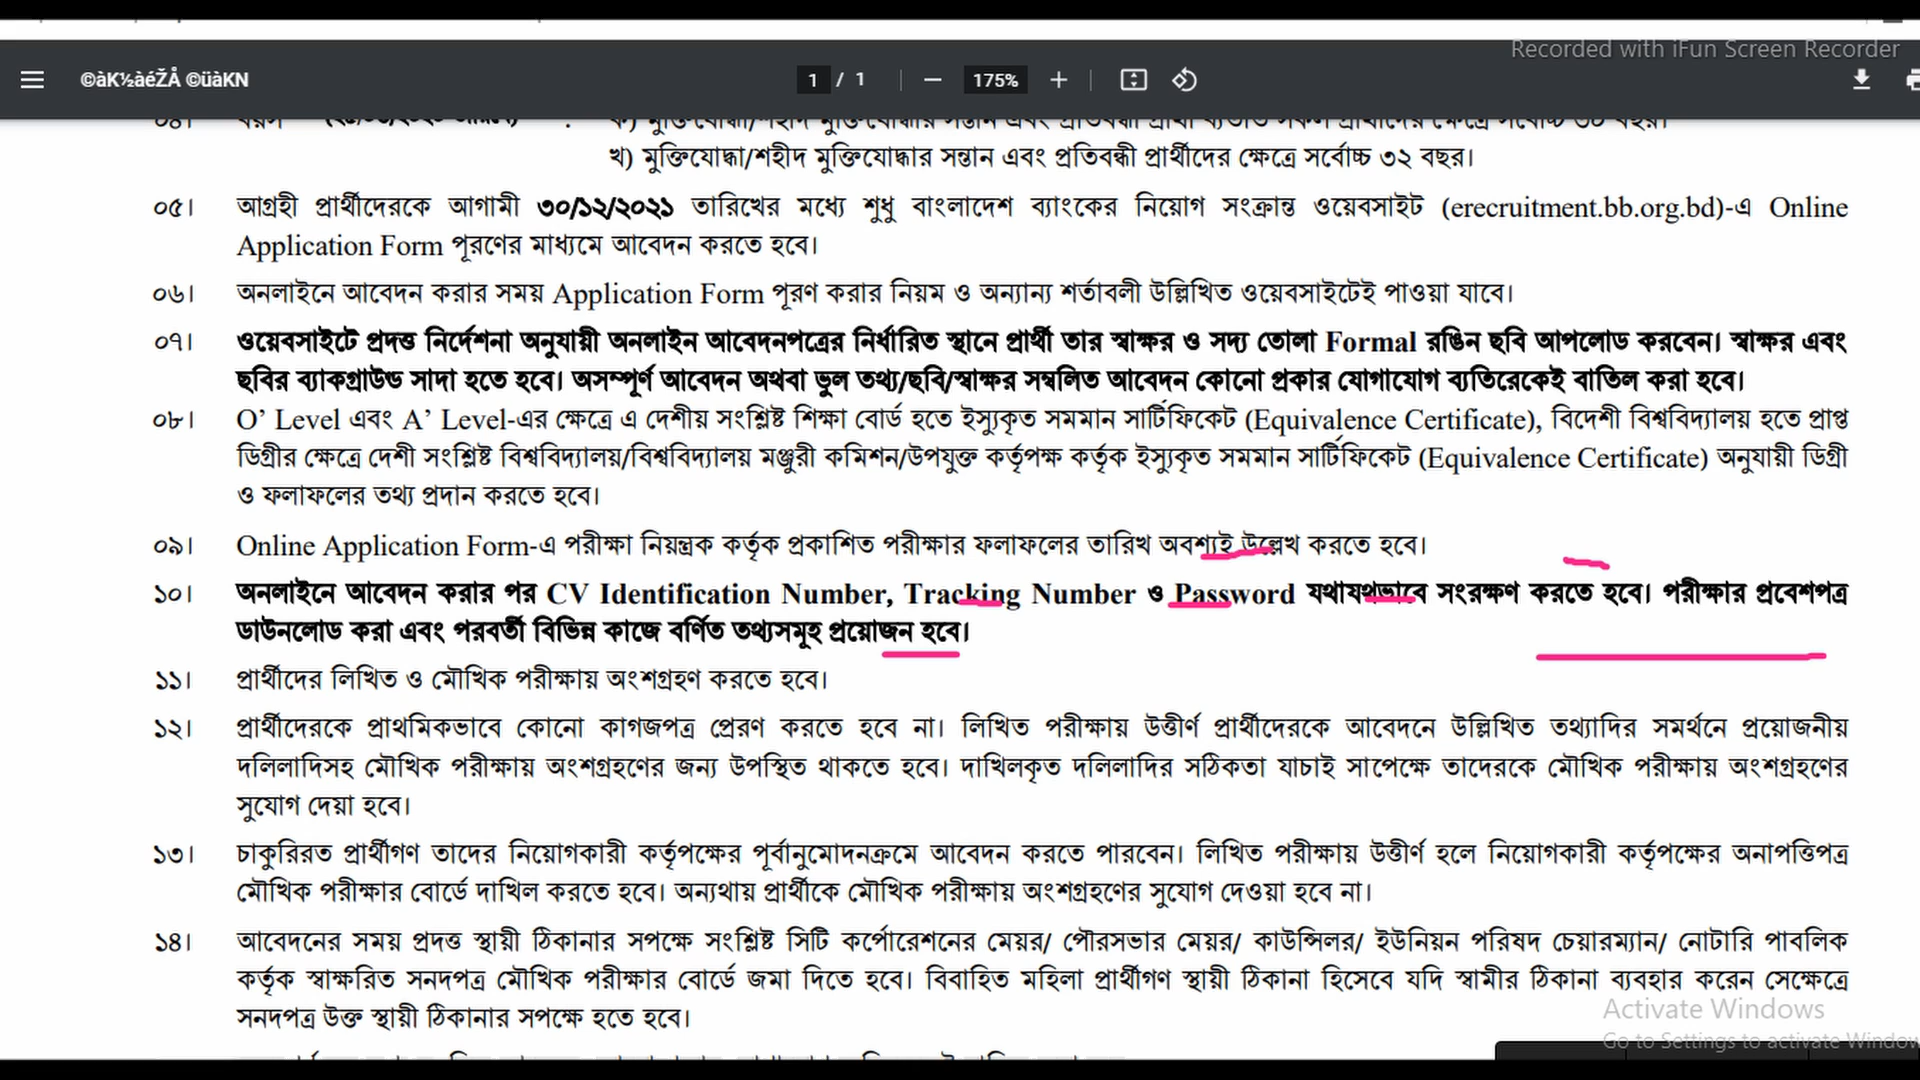 Recorded with iFun Screen Recorder
©àK½àéŽÅ ©üàKN
1 / 1
175%
খ) মুক্তিযোদ্ধা/শহীদ মুক্তিযোদ্ধার সন্তান এবং প্রতিবন্ধী প্রার্থীদের ক্ষেত্রে সর্বোচ্চ ৩২ বছর।
০৫। আগ্রহী প্রার্থীদেরকে আগামী ৩০/১২/২০২১ তারিখের মধ্যে শুধু বাংলাদেশ ব্যাংকের নিয়োগ সংক্রান্ত ওয়েবসাইট (erecruitment.bb.org.bd)-এ Online
Application Form পূরণের মাধ্যমে আবেদন করতে হবে।
০৬। অনলাইনে আবেদন করার সময় Application Form পূরণ করার নিয়ম ও অন্যান্য শর্তাবলী উল্লিখিত ওয়েবসাইটেই পাওয়া যাবে।
০৭। ওয়েবসাইটে প্রদত্ত নির্দেশনা অনুযায়ী অনলাইন আবেদনপত্রের নির্ধারিত স্থানে প্রার্থী তার স্বাক্ষর ও সদ্য তোলা Formal রঙিন ছবি আপলোড করবেন। স্বাক্ষর এবং
ছবির ব্যাকগ্রাউন্ড সাদা হতে হবে। অসম্পূর্ণ আবেদন অথবা ভুল তথ্য/ছবি/স্বাক্ষর সম্বলিত আবেদন কোনো প্রকার যোগাযোগ ব্যতিরেকেই বাতিল করা হবে।
০৮। O’ Level এবং A’ Level-এর ক্ষেত্রে এ দেশীয় সংশ্লিষ্ট শিক্ষা বোর্ড হতে ইস্যুকৃত সমমান সার্টিফিকেট (Equivalence Certificate), বিদেশী বিশ্ববিদ্যালয় হতে প্রাপ্ত
ডিগ্রীর ক্ষেত্রে দেশী সংশ্লিষ্ট বিশ্ববিদ্যালয়/বিশ্ববিদ্যালয় মঞ্জুরী কমিশন/উপযুক্ত কর্তৃপক্ষ কর্তৃক ইস্যুকৃত সমমান সার্টিফিকেট (Equivalence Certificate) অনুযায়ী ডিগ্রী
ও ফলাফলের তথ্য প্রদান করতে হবে।
০৯। Online Application Form-এ পরীক্ষা নিয়ন্ত্রক কর্তৃক প্রকাশিত পরীক্ষার ফলাফলের তারিখ অবশ্যই উল্লেখ করতে হবে।
১০। অনলাইনে আবেদন করার পর CV Identification Number, Tracking Number ও Password যথাযথভাবে সংরক্ষণ করতে হবে। পরীক্ষার প্রবেশপত্র
ডাউনলোড করা এবং পরবর্তী বিভিন্ন কাজে বর্ণিত তথ্যসমূহ প্রয়োজন হবে।
১১। প্রার্থীদের লিখিত ও মৌখিক পরীক্ষায় অংশগ্রহণ করতে হবে।
১২। প্রার্থীদেরকে প্রাথমিকভাবে কোনো কাগজপত্র প্রেরণ করতে হবে না। লিখিত পরীক্ষায় উত্তীর্ণ প্রার্থীদেরকে আবেদনে উল্লিখিত তথ্যাদির সমর্থনে প্রয়োজনীয়
দলিলাদিসহ মৌখিক পরীক্ষায় অংশগ্রহণের জন্য উপস্থিত থাকতে হবে। দাখিলকৃত দলিলাদির সঠিকতা যাচাই সাপেক্ষে তাদেরকে মৌখিক পরীক্ষায় অংশগ্রহণের
সুযোগ দেয়া হবে।
১৩। চাকুরিরত প্রার্থীগণ তাদের নিয়োগকারী কর্তৃপক্ষের পূর্বানুমোদনক্রমে আবেদন করতে পারবেন। লিখিত পরীক্ষায় উত্তীর্ণ হলে নিয়োগকারী কর্তৃপক্ষের অনাপত্তিপত্র
মৌখিক পরীক্ষার বোর্ডে দাখিল করতে হবে। অন্যথায় প্রার্থীকে মৌখিক পরীক্ষায় অংশগ্রহণের সুযোগ দেওয়া হবে না।
১৪। আবেদনের সময় প্রদত্ত স্থায়ী ঠিকানার সপক্ষে সংশ্লিষ্ট সিটি কর্পোরেশনের মেয়র/ পৌরসভার মেয়র/ কাউন্সিলর/ ইউনিয়ন পরিষদ চেয়ারম্যান/ নোটারি পাবলিক
কর্তৃক স্বাক্ষরিত সনদপত্র মৌখিক পরীক্ষার বোর্ডে জমা দিতে হবে। বিবাহিত মহিলা প্রার্থীগণ স্থায়ী ঠিকানা হিসেবে যদি স্বামীর ঠিকানা ব্যবহার করেন সেক্ষেত্রে
সনদপত্র উক্ত স্থায়ী ঠিকানার সপক্ষে হতে হবে।
Activate Windows
Go to Settings to activate Window